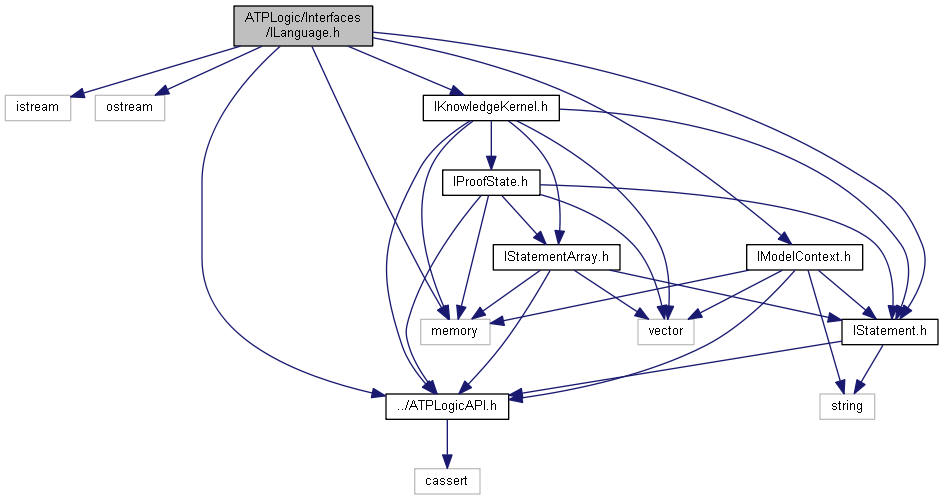 ATPLogic/Interfaces
/ILanguage.h
istream
ostream
IKnowledgeKernel.h
IProofState.h
IStatementArray.h
IModelContext.h
memory
vector
IStatement.h
../ATPLogicAPI.h
string
cassert